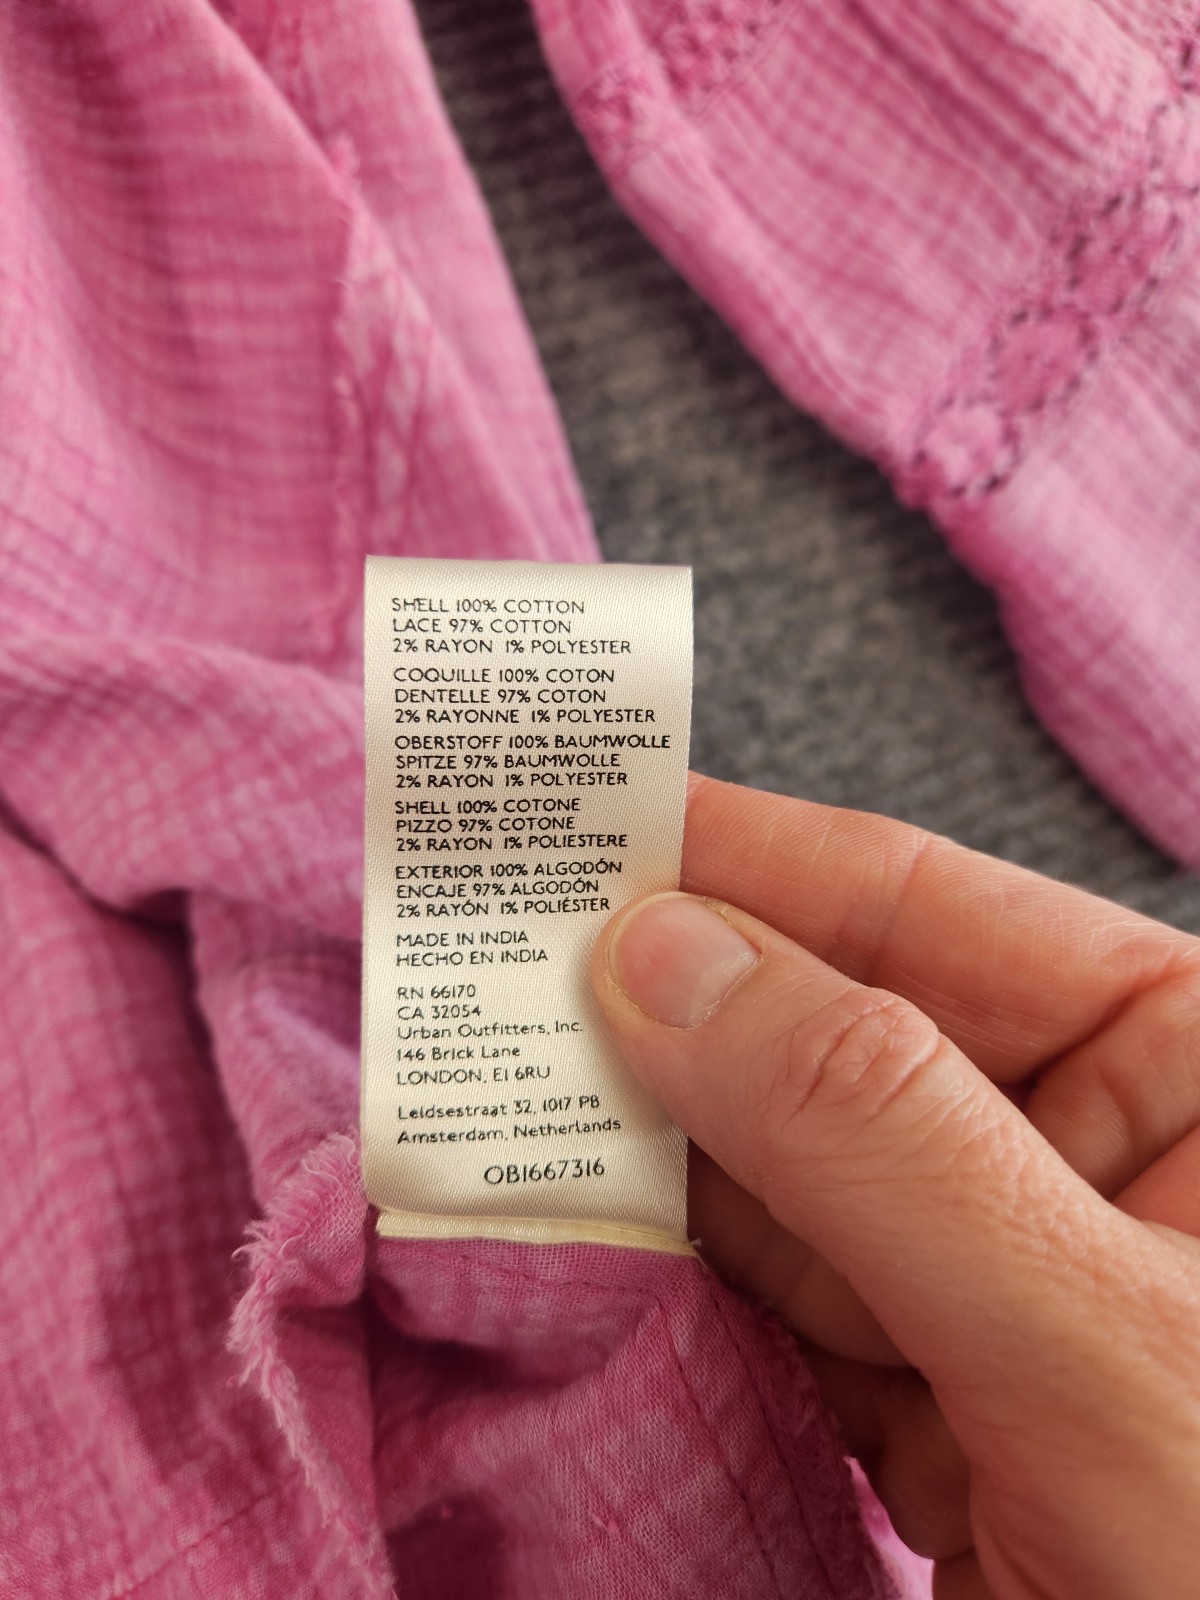 SHELL 100% COTTON
LACE 97% COTTON
2% RAYON 1% POLYESTER
COQUILLE 100% COTON
DENTELLE 97% COTON
2% RAYONNE 1% POLYESTER
OBERSTOFF 100% BAUMWOLLE
SPITZE 97% BAUMWOLLE
2% RAYON 1% POLYESTER
SHELL 100% COTONE
PIZZO 97% COTONE
2% RAYON 1% POLIESTERE
EXTERIOR 100% ALGODÓN
ENCAJE 97% ALGODÓN
2% RAYÓN 1% POLIÉSTER
MADE IN INDIA
HECHO EN INDIA
RN 66170
CA 32054
Urban Outfitters, Inc.
146 Brick Lane
LONDON, E1 6RU
Leidsestraat 32, 1017 PB
Amsterdam, Netherlands
OB1667316